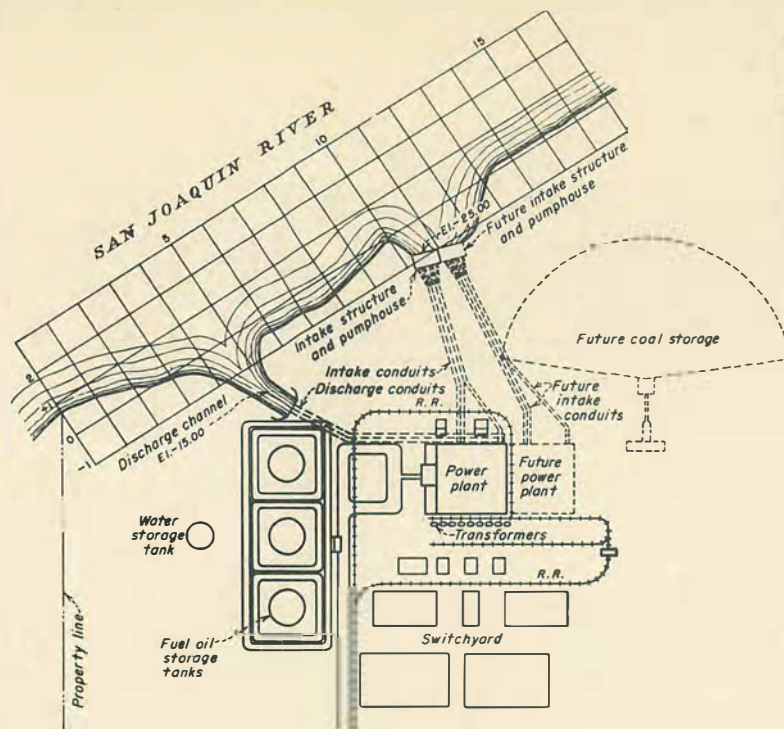 15
SAN JOAQUIN RIVER
10
5
El.-25.00
Future intake structure
and pumphouse
Intake structure
and pumphouse
Future coal storage
2
+1
0
-1
Discharge channel
El.-15.00
Intake conduits
Discharge conduits
R.R.
Future
intake
conduits
Power
plant
Future
power
plant
Water
storage
tank
Transformers
R.R.
Property line
Fuel oil
storage
tanks
Switchyard